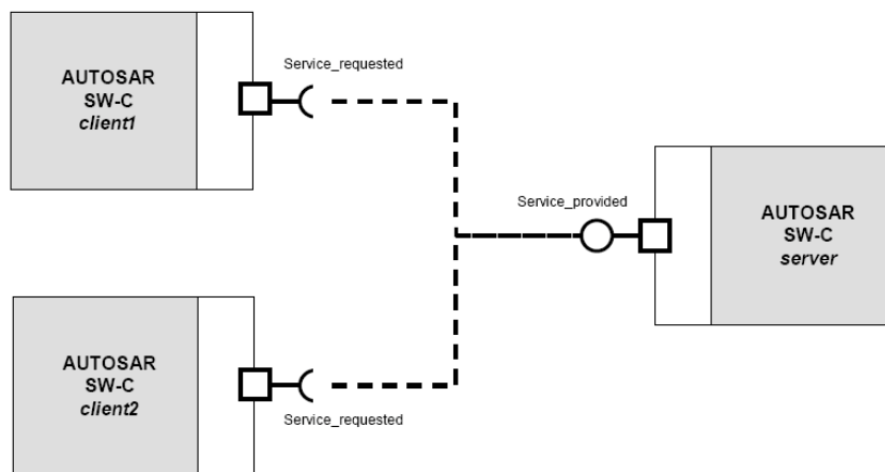 AUTOSAR
SW-C
client1
Service_requested
Service_provided
AUTOSAR
SW-C
server
AUTOSAR
SW-C
client2
Service_requested